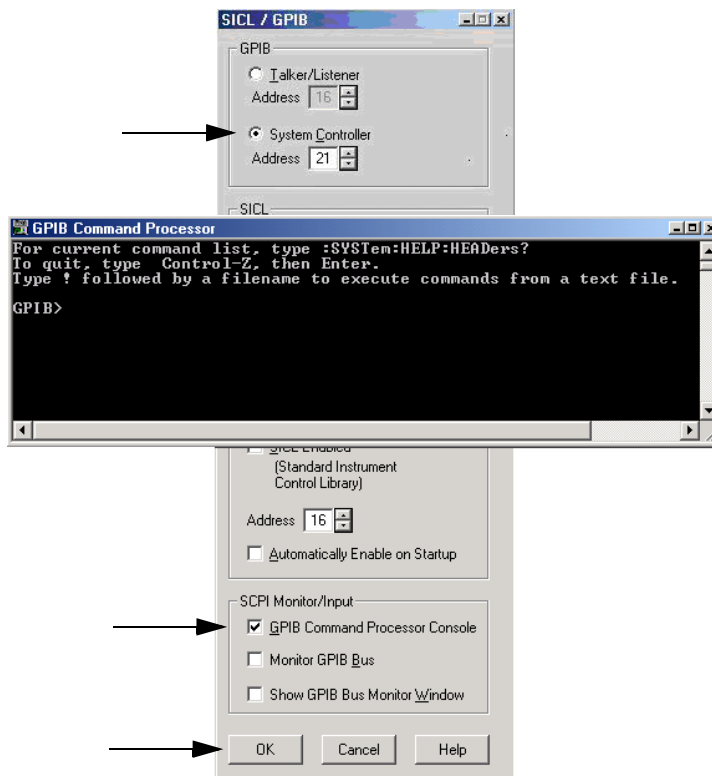 SICL / GPIB
GPIB
Talker/Listener
Address 16
System Controller
Address 21
SICL
GPIB Command Processor
For current command list, type :SYSTem:HELP:HEADers?
To quit, type Control-Z, then Enter.
Type ! followed by a filename to execute commands from a text file.
GPIB>
SICL Enabled
(Standard Instrument
Control Library)
Address 16
Automatically Enable on Startup
SCPI Monitor/Input
GPIB Command Processor Console
Monitor GPIB Bus
Show GPIB Bus Monitor Window
OK Cancel Help